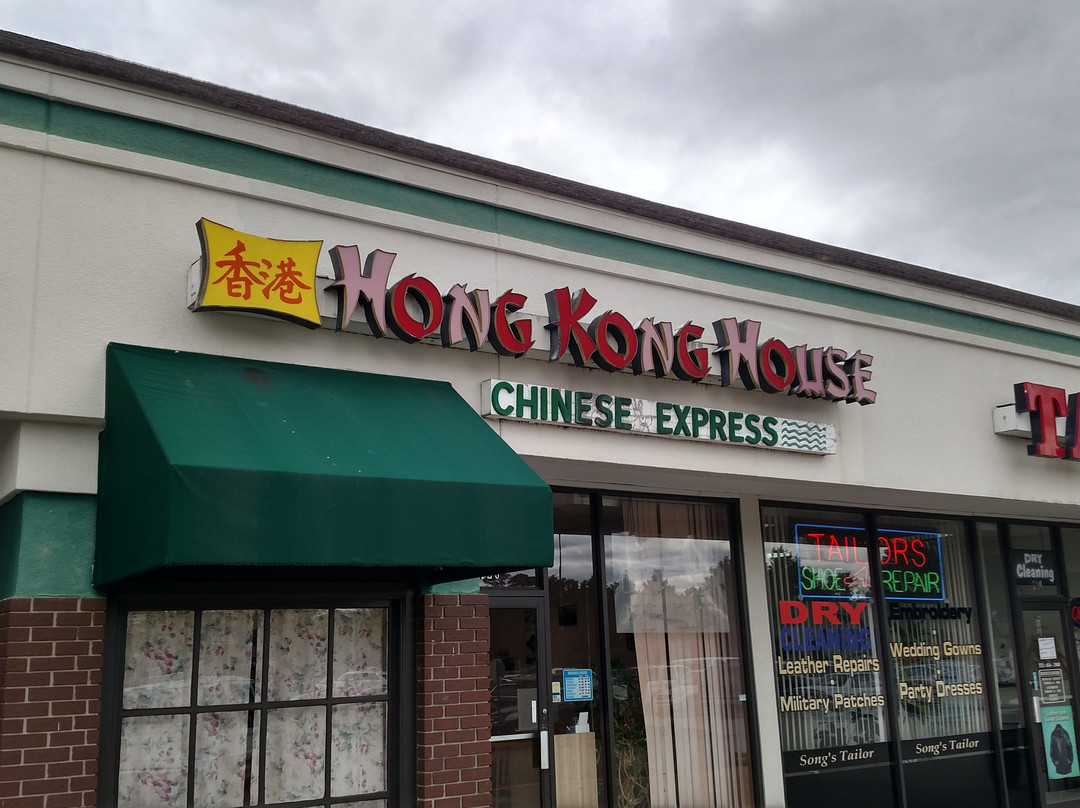 香港 HONG KONG HOUSE
CHINESE EXPRESS
TAILORS
SHOE REPAIR
DRY
CLEANING
Leather Repairs
Military Patches
Embroidery
Wedding Gowns
Party Dresses
Song's Tailor
Song's Tailor
DRY
Cleaning